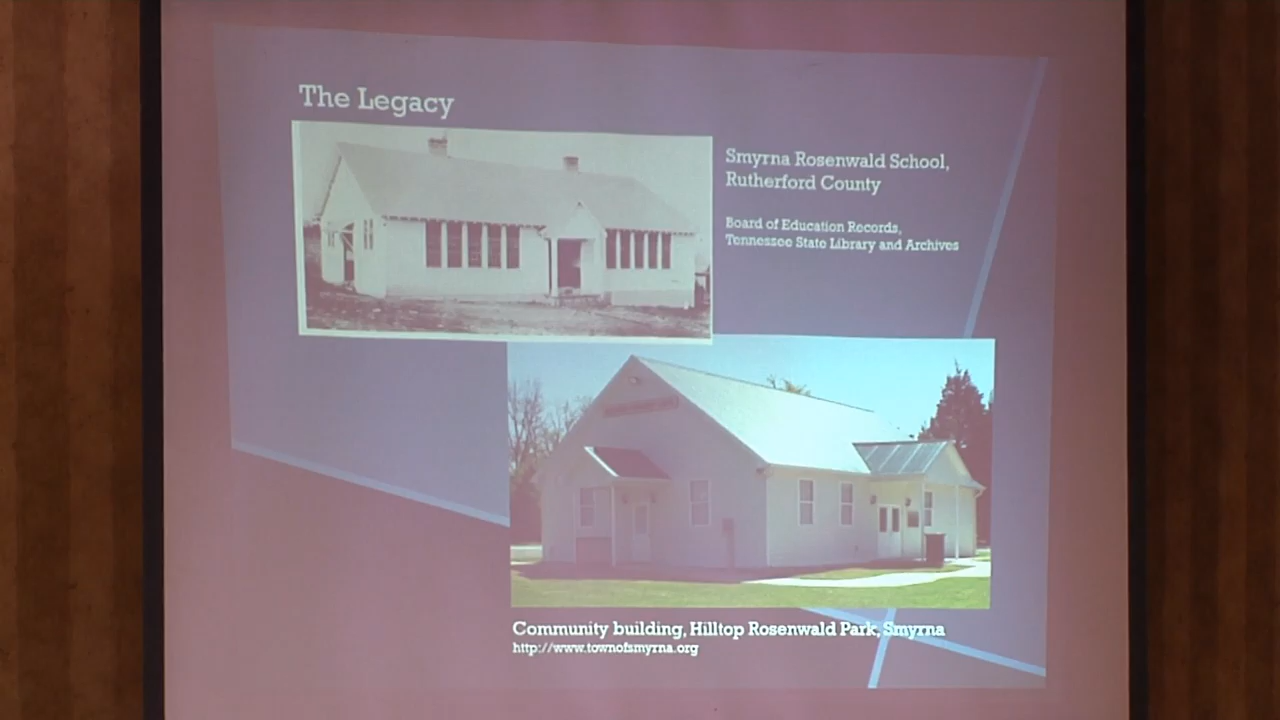 The Legacy
Smyrna Rosenwald School,
Rutherford County
Board of Education Records,
Tennessee State Library and Archives
Community building, Hilltop Rosenwald Park, Smyrna
http://www.townofsmyrna.org